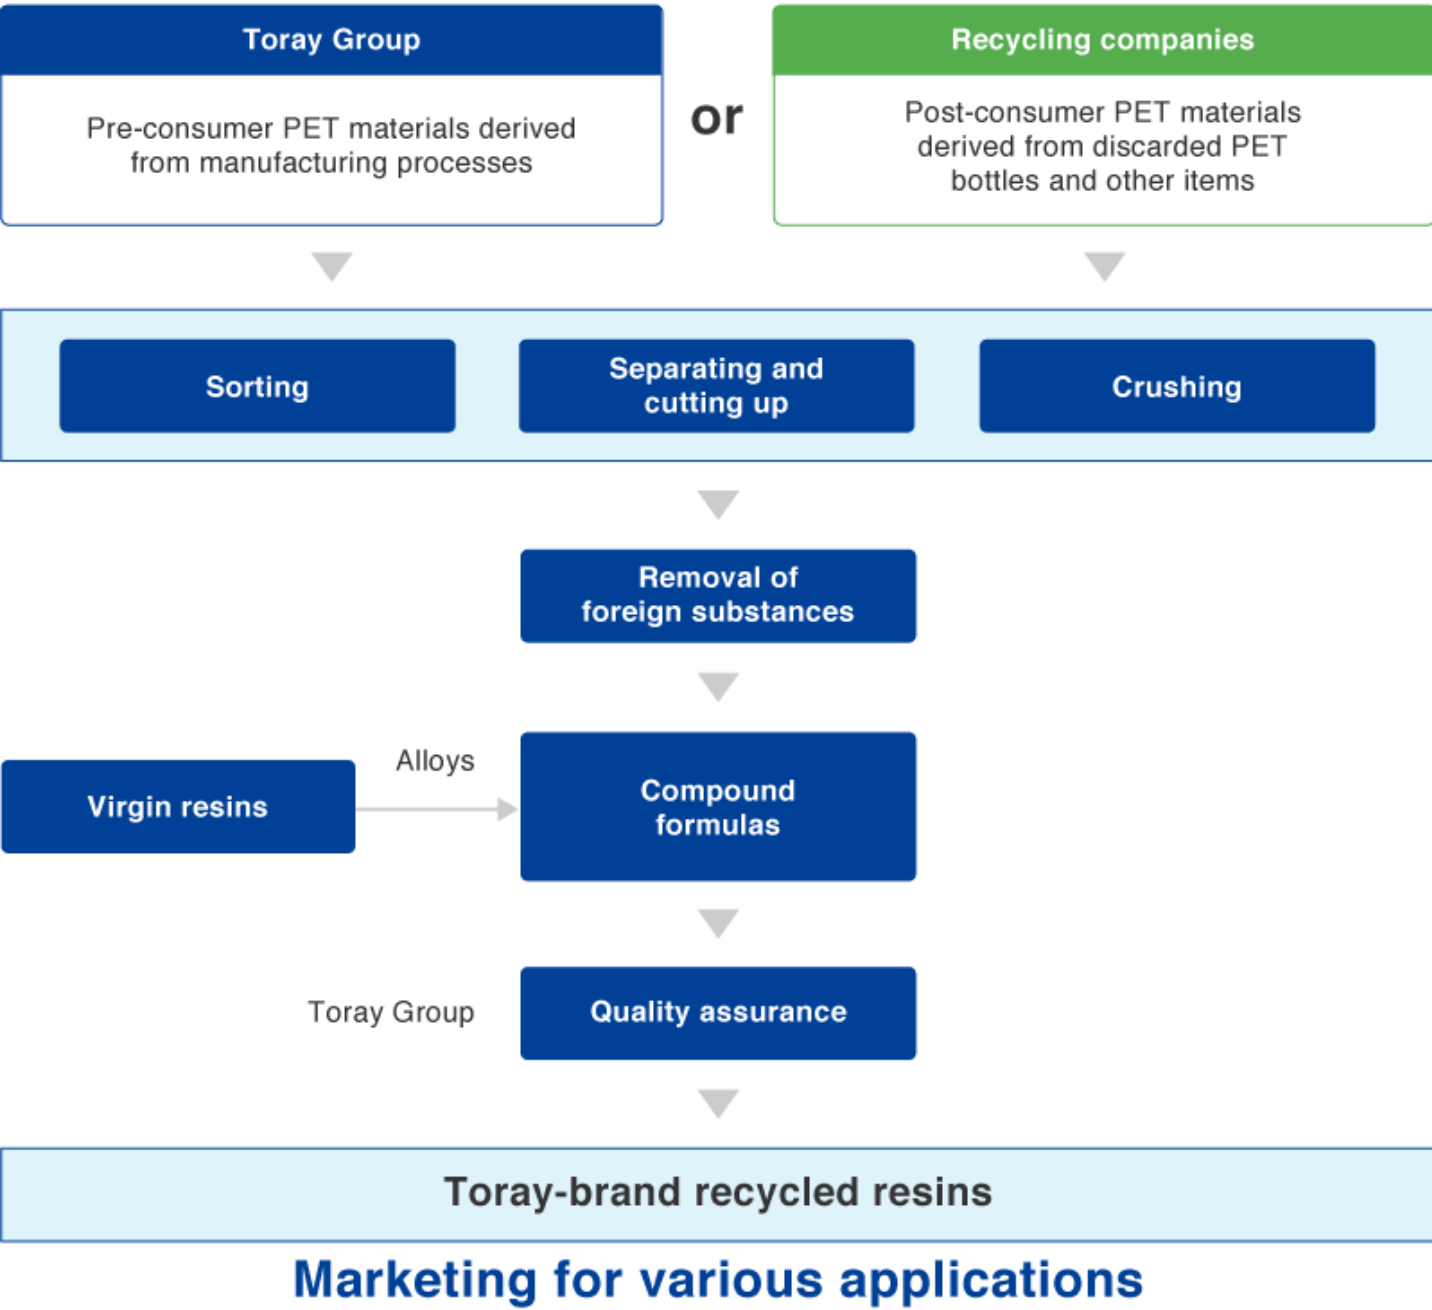 Toray Group
Pre-consumer PET materials derived
from manufacturing processes
or
Recycling companies
Post-consumer PET materials
derived from discarded PET
bottles and other items
Sorting
Separating and
cutting up
Crushing
Removal of
foreign substances
Virgin resins
Alloys
Compound
formulas
Toray Group
Quality assurance
Toray-brand recycled resins
Marketing for various applications